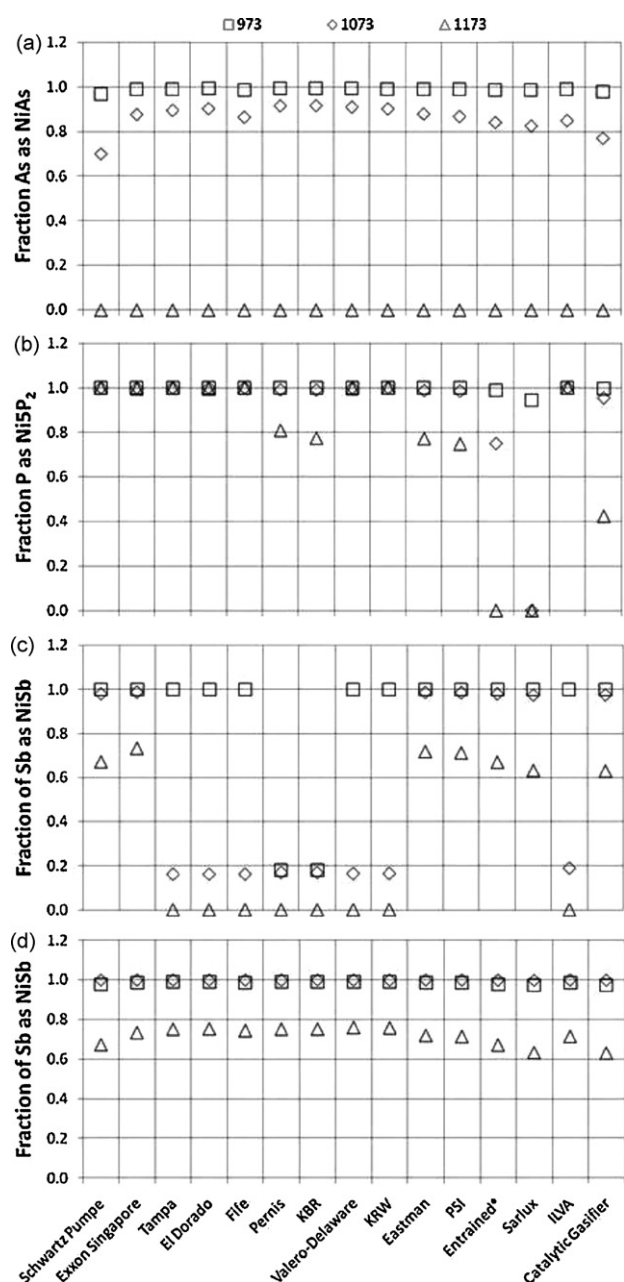 973 1073 1173
(a)
Fraction As as NiAs
1.2
1.0
0.8
0.6
0.4
0.2
0.0
(b)
Fraction P as Ni5P₂
1.2
1.0
0.8
0.6
0.4
0.2
0.0
(c)
Fraction of Sb as NiSb
1.2
1.0
0.8
0.6
0.4
0.2
0.0
(d)
Fraction of Sb as NiSb
1.2
1.0
0.8
0.6
0.4
0.2
0.0
Schwartz Pumpe
Exxon Singapore
Tampa
El Dorado
Fife
Pernis
KBR
Valero-Delaware
KRW
Eastman
PSI
Entrained*
Sarlux
ILVA
Catalytic Gasifier